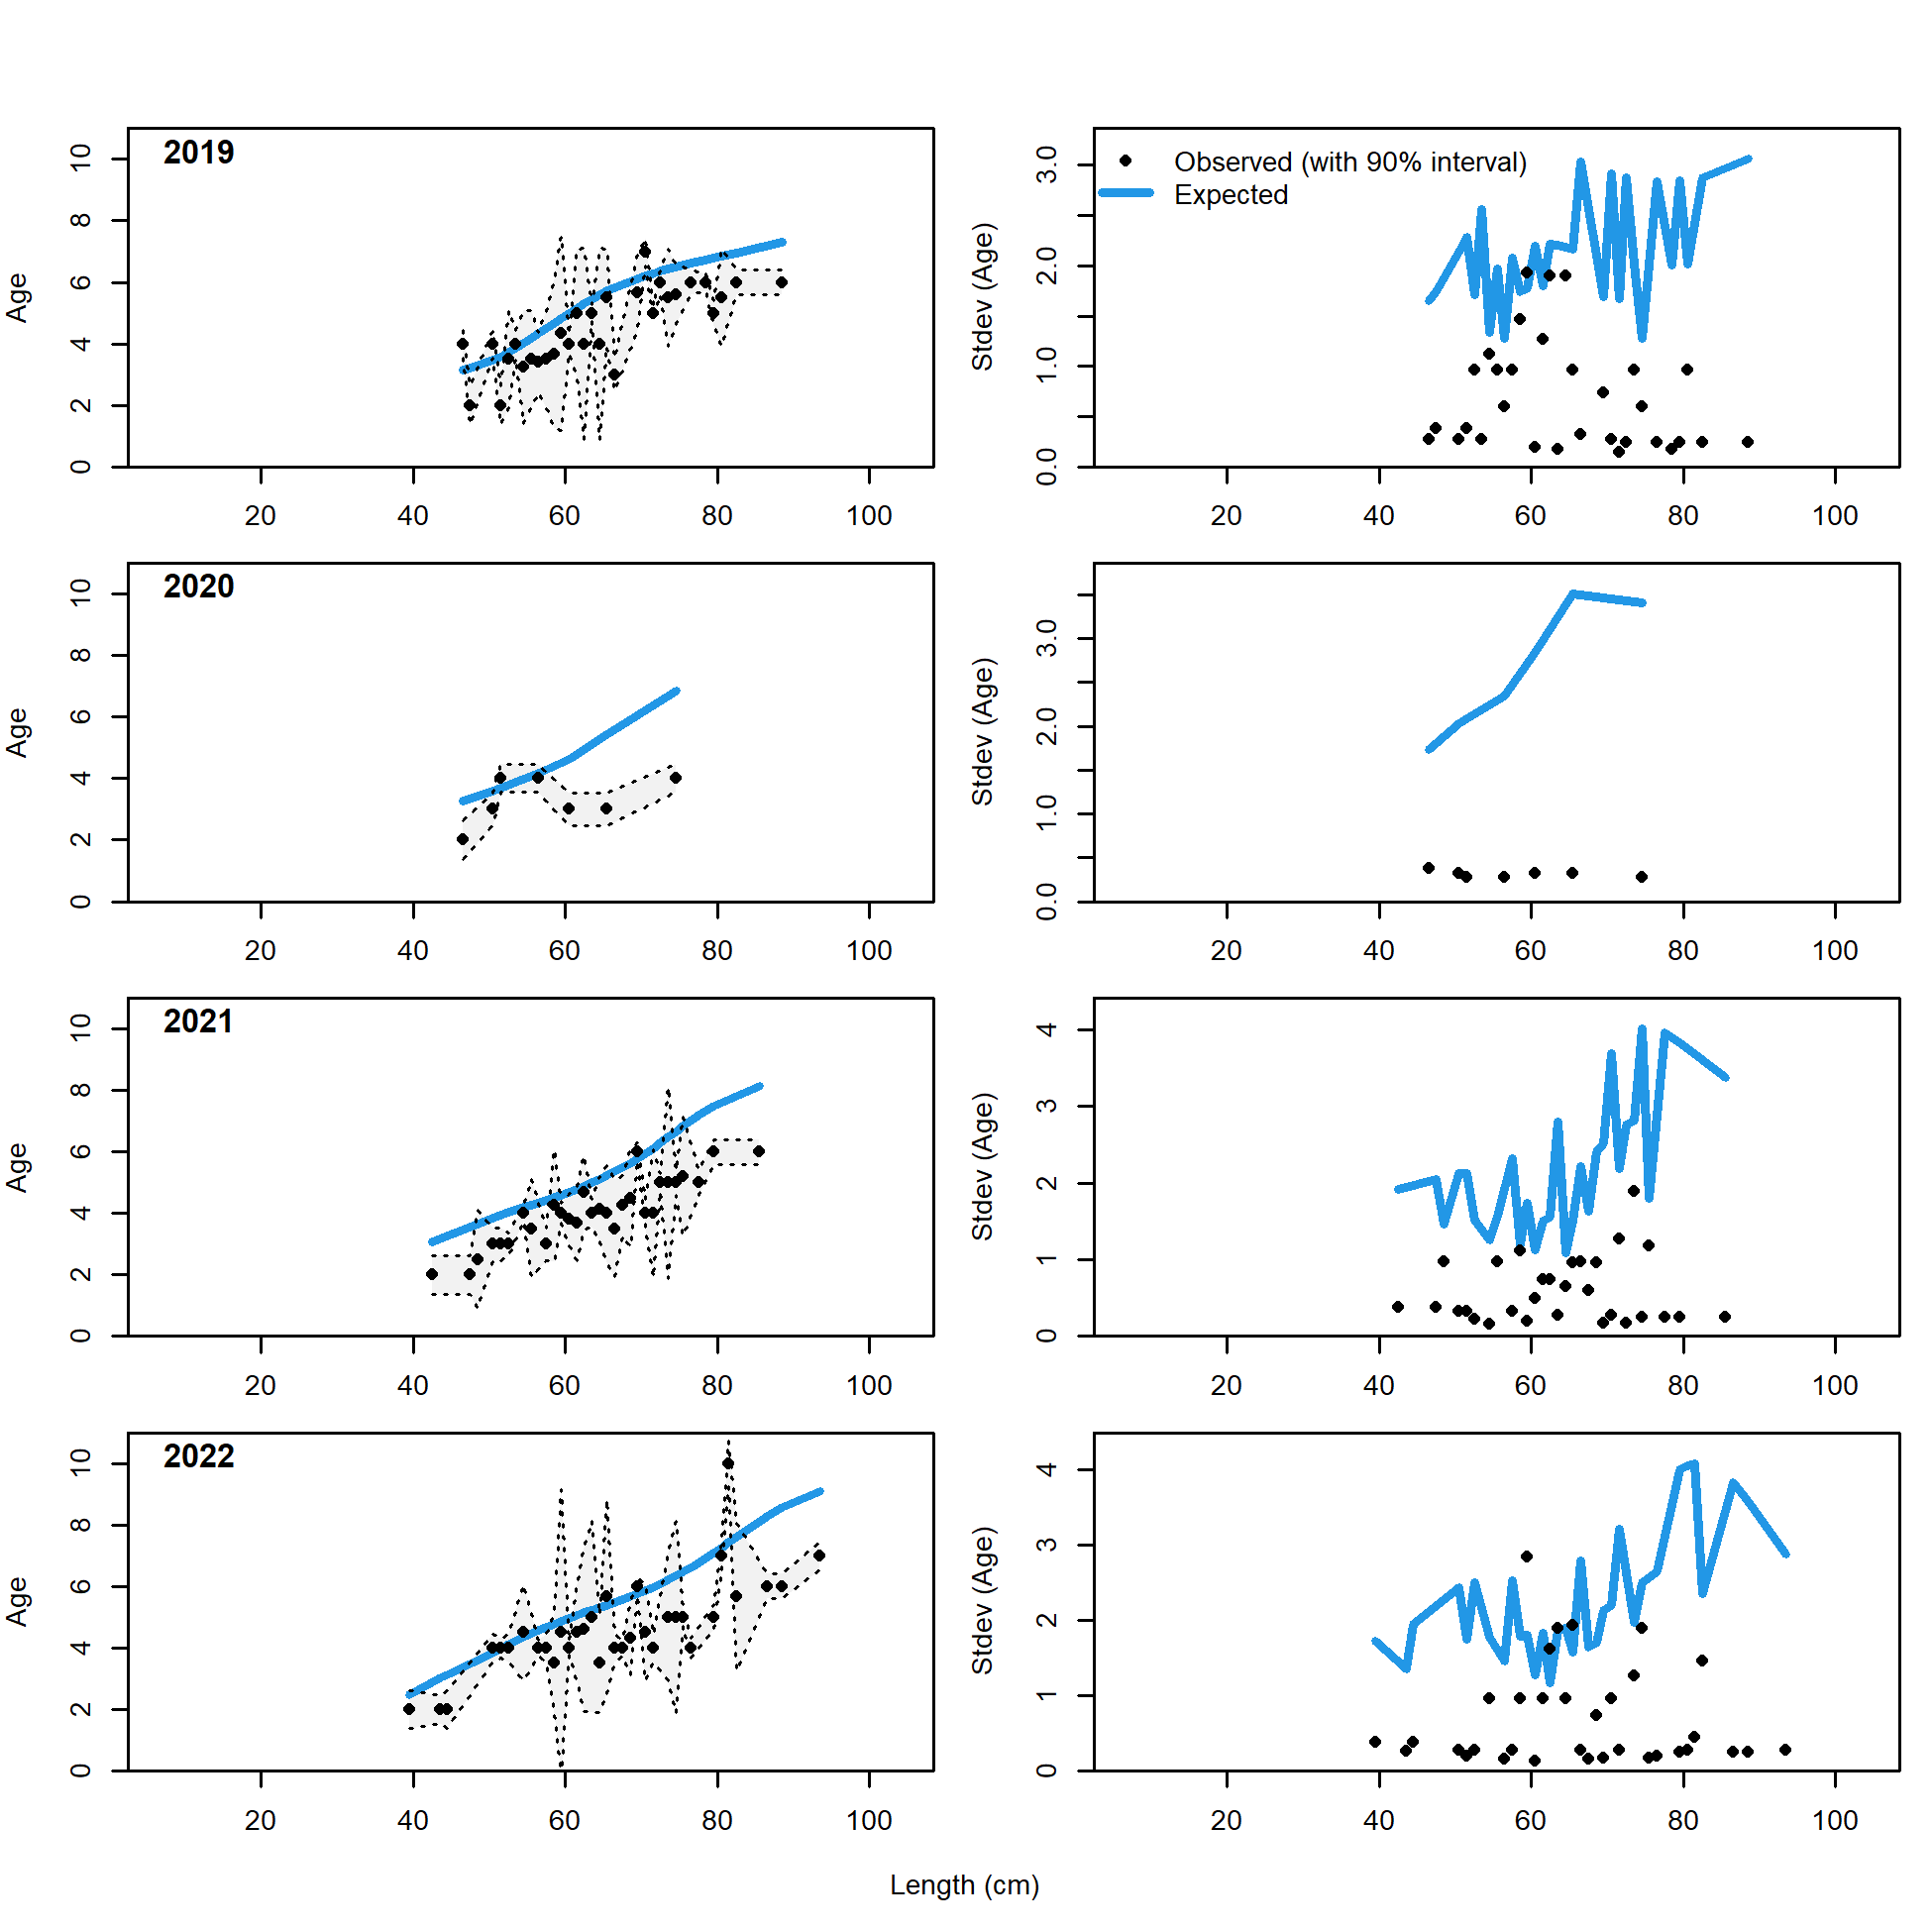 2019
Age
0 2 4 6 8 10
20 40 60 80 100
Observed (with 90% interval)
Expected
Stdev (Age)
0.0 1.0 2.0 3.0
20 40 60 80 100
2020
Age
0 2 4 6 8 10
20 40 60 80 100
Stdev (Age)
0.0 1.0 2.0 3.0
20 40 60 80 100
2021
Age
0 2 4 6 8 10
20 40 60 80 100
Stdev (Age)
0 1 2 3 4
20 40 60 80 100
2022
Age
0 2 4 6 8 10
20 40 60 80 100
Stdev (Age)
0 1 2 3 4
20 40 60 80 100
Length (cm)